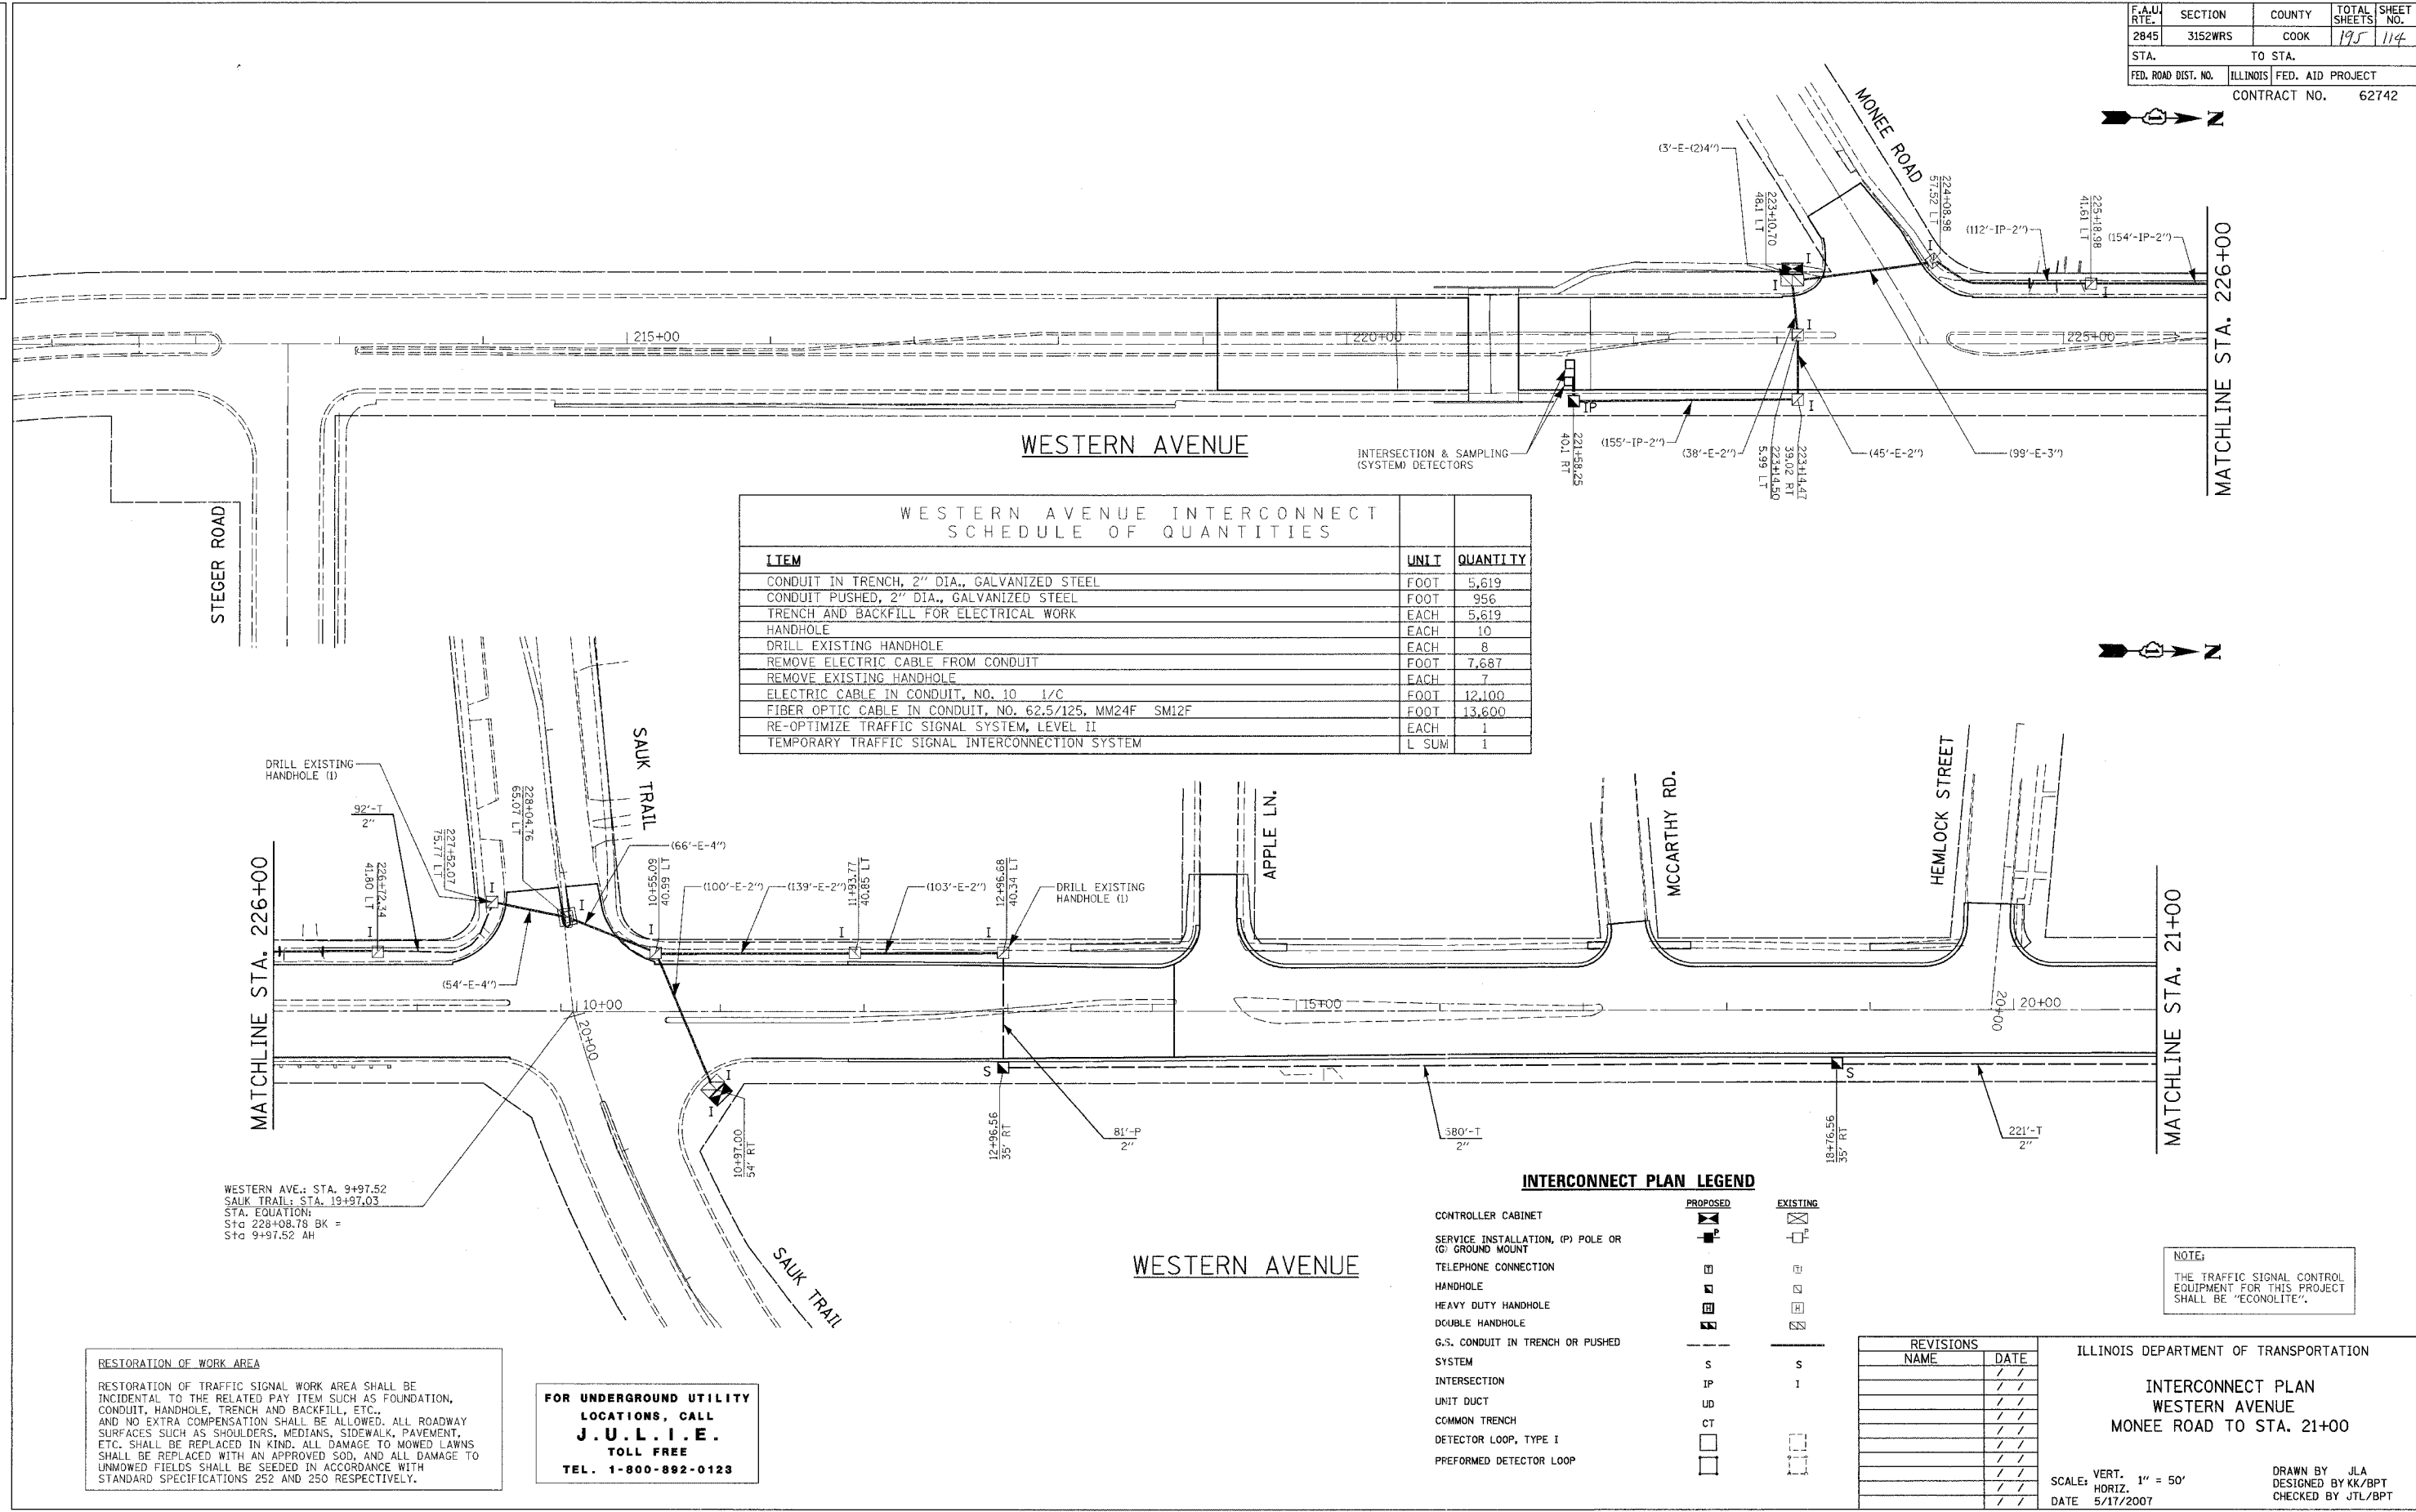 F.A.U. RTE. SECTION COUNTY TOTAL SHEETS SHEET NO.
2845 3152WRS COOK 195 114
STA. TO STA.
FED. ROAD DIST. NO. ILLINOIS FED. AID PROJECT
CONTRACT NO. 62742
N
MONEE ROAD
(3'-E-(2)4")
223+10.70
48.1 LT
224+08.98
57.52 LT
(112'-IP-2")
225+18.98
41.61 LT
(154'-IP-2")
MATCHLINE STA. 226+00
I
I
I
I
I
I
215+00
220+00
225+00
IP
WESTERN AVENUE
INTERSECTION & SAMPLING
(SYSTEM) DETECTORS
221+58.25
40.1 RT
(155'-IP-2")
(38'-E-2")
223+14.50
5.99 LT
223+14.47
39.02 RT
(45'-E-2")
(99'-E-3")
STEGER ROAD
WESTERN AVENUE INTERCONNECT
SCHEDULE OF QUANTITIES
ITEM UNIT QUANTITY
CONDUIT IN TRENCH, 2" DIA., GALVANIZED STEEL FOOT 5,619
CONDUIT PUSHED, 2" DIA., GALVANIZED STEEL FOOT 956
TRENCH AND BACKFILL FOR ELECTRICAL WORK EACH 5,619
HANDHOLE EACH 10
DRILL EXISTING HANDHOLE EACH 8
REMOVE ELECTRIC CABLE FROM CONDUIT FOOT 7,687
REMOVE EXISTING HANDHOLE EACH 7
ELECTRIC CABLE IN CONDUIT, NO. 10 1/C FOOT 12,100
FIBER OPTIC CABLE IN CONDUIT, NO. 62.5/125, MM24F SM12F FOOT 13,600
RE-OPTIMIZE TRAFFIC SIGNAL SYSTEM, LEVEL II EACH 1
TEMPORARY TRAFFIC SIGNAL INTERCONNECTION SYSTEM L SUM 1
N
DRILL EXISTING
HANDHOLE (1)
92'-T
2"
226+72.34
41.80 LT
227+52.07
75.77 LT
228+04.76
65.07 LT
SAUK TRAIL
(66'-E-4")
10+55.09
40.99 LT
(100'-E-2")
(139'-E-2")
11+93.77
40.85 LT
(103'-E-2")
12+96.68
40.34 LT
DRILL EXISTING
HANDHOLE (1)
APPLE LN.
MCCARTHY RD.
HEMLOCK STREET
MATCHLINE STA. 226+00
MATCHLINE STA. 21+00
I
I
I
I
I
I
(54'-E-4")
10+00
20+00
15+00
20+00
20+00
I
I
S
S
10+97.00
54' RT
12+96.56
35' RT
81'-P
2"
580'-T
2"
18+76.56
35' RT
221'-T
2"
WESTERN AVE.: STA. 9+97.52
SAUK TRAIL: STA. 19+97.03
STA. EQUATION:
Sta 228+08.78 BK =
Sta 9+97.52 AH
SAUK TRAIL
WESTERN AVENUE
INTERCONNECT PLAN LEGEND
PROPOSED EXISTING
CONTROLLER CABINET
SERVICE INSTALLATION, (P) POLE OR P P
(G) GROUND MOUNT
TELEPHONE CONNECTION T T
HANDHOLE
HEAVY DUTY HANDHOLE H H
DOUBLE HANDHOLE
G.S. CONDUIT IN TRENCH OR PUSHED
SYSTEM S S
INTERSECTION IP I
UNIT DUCT UD
COMMON TRENCH CT
DETECTOR LOOP, TYPE I
PREFORMED DETECTOR LOOP
NOTE:
THE TRAFFIC SIGNAL CONTROL
EQUIPMENT FOR THIS PROJECT
SHALL BE "ECONOLITE".
RESTORATION OF WORK AREA
RESTORATION OF TRAFFIC SIGNAL WORK AREA SHALL BE
INCIDENTAL TO THE RELATED PAY ITEM SUCH AS FOUNDATION,
CONDUIT, HANDHOLE, TRENCH AND BACKFILL, ETC.,
AND NO EXTRA COMPENSATION SHALL BE ALLOWED. ALL ROADWAY
SURFACES SUCH AS SHOULDERS, MEDIANS, SIDEWALK, PAVEMENT,
ETC. SHALL BE REPLACED IN KIND. ALL DAMAGE TO MOWED LAWNS
SHALL BE REPLACED WITH AN APPROVED SOD, AND ALL DAMAGE TO
UNMOWED FIELDS SHALL BE SEEDED IN ACCORDANCE WITH
STANDARD SPECIFICATIONS 252 AND 250 RESPECTIVELY.
FOR UNDERGROUND UTILITY
LOCATIONS, CALL
J.U.L.I.E.
TOLL FREE
TEL. 1-800-892-0123
REVISIONS
NAME DATE
/ /
/ /
/ /
/ /
/ /
/ /
/ /
/ /
/ /
/ /
ILLINOIS DEPARTMENT OF TRANSPORTATION
INTERCONNECT PLAN
WESTERN AVENUE
MONEE ROAD TO STA. 21+00
SCALE: VERT. HORIZ. 1" = 50'
DATE 5/17/2007
DRAWN BY JLA
DESIGNED BY KK/BPT
CHECKED BY JTL/BPT